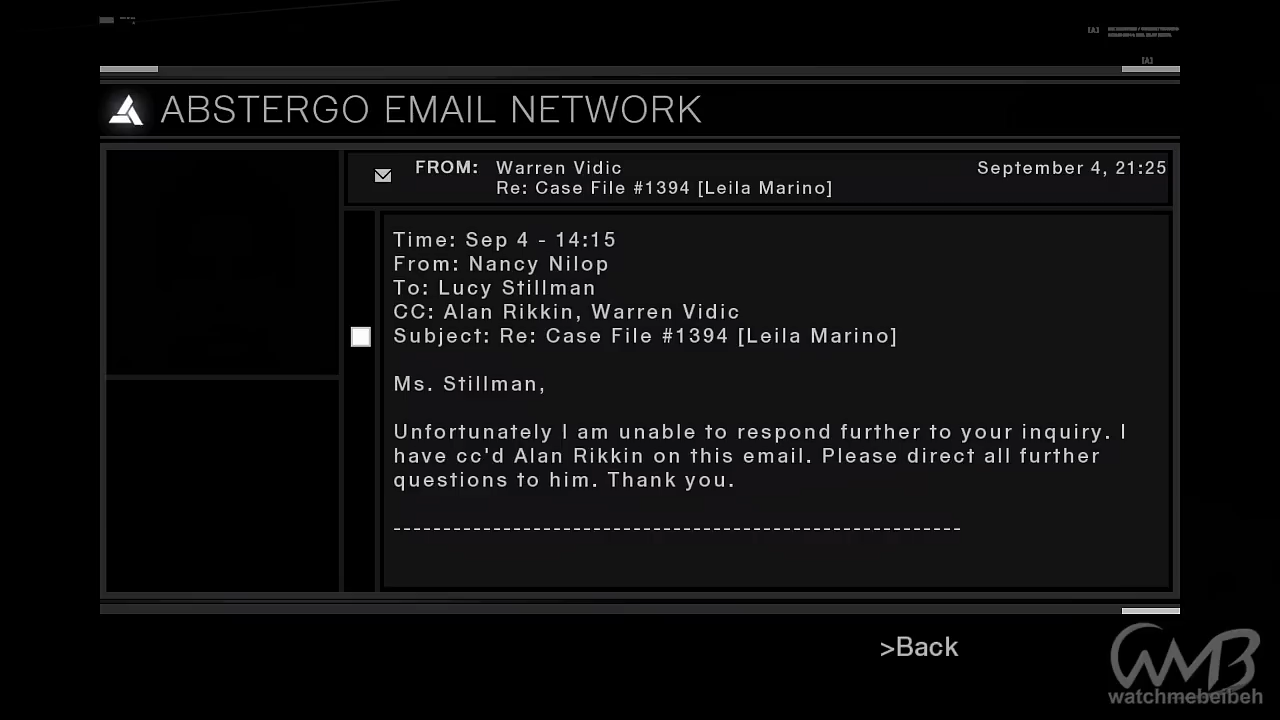 ABSTERGO EMAIL NETWORK
FROM: Warren Vidic September 4, 21:25
Re: Case File #1394 [Leila Marino]
Time: Sep 4 - 14:15
From: Nancy Nilop
To: Lucy Stillman
CC: Alan Rikkin, Warren Vidic
Subject: Re: Case File #1394 [Leila Marino]
Ms. Stillman,
Unfortunately I am unable to respond further to your inquiry. I
have cc'd Alan Rikkin on this email. Please direct all further
questions to him. Thank you.
------------------------------------------------------
>Back
WMB
watchmebeibeh